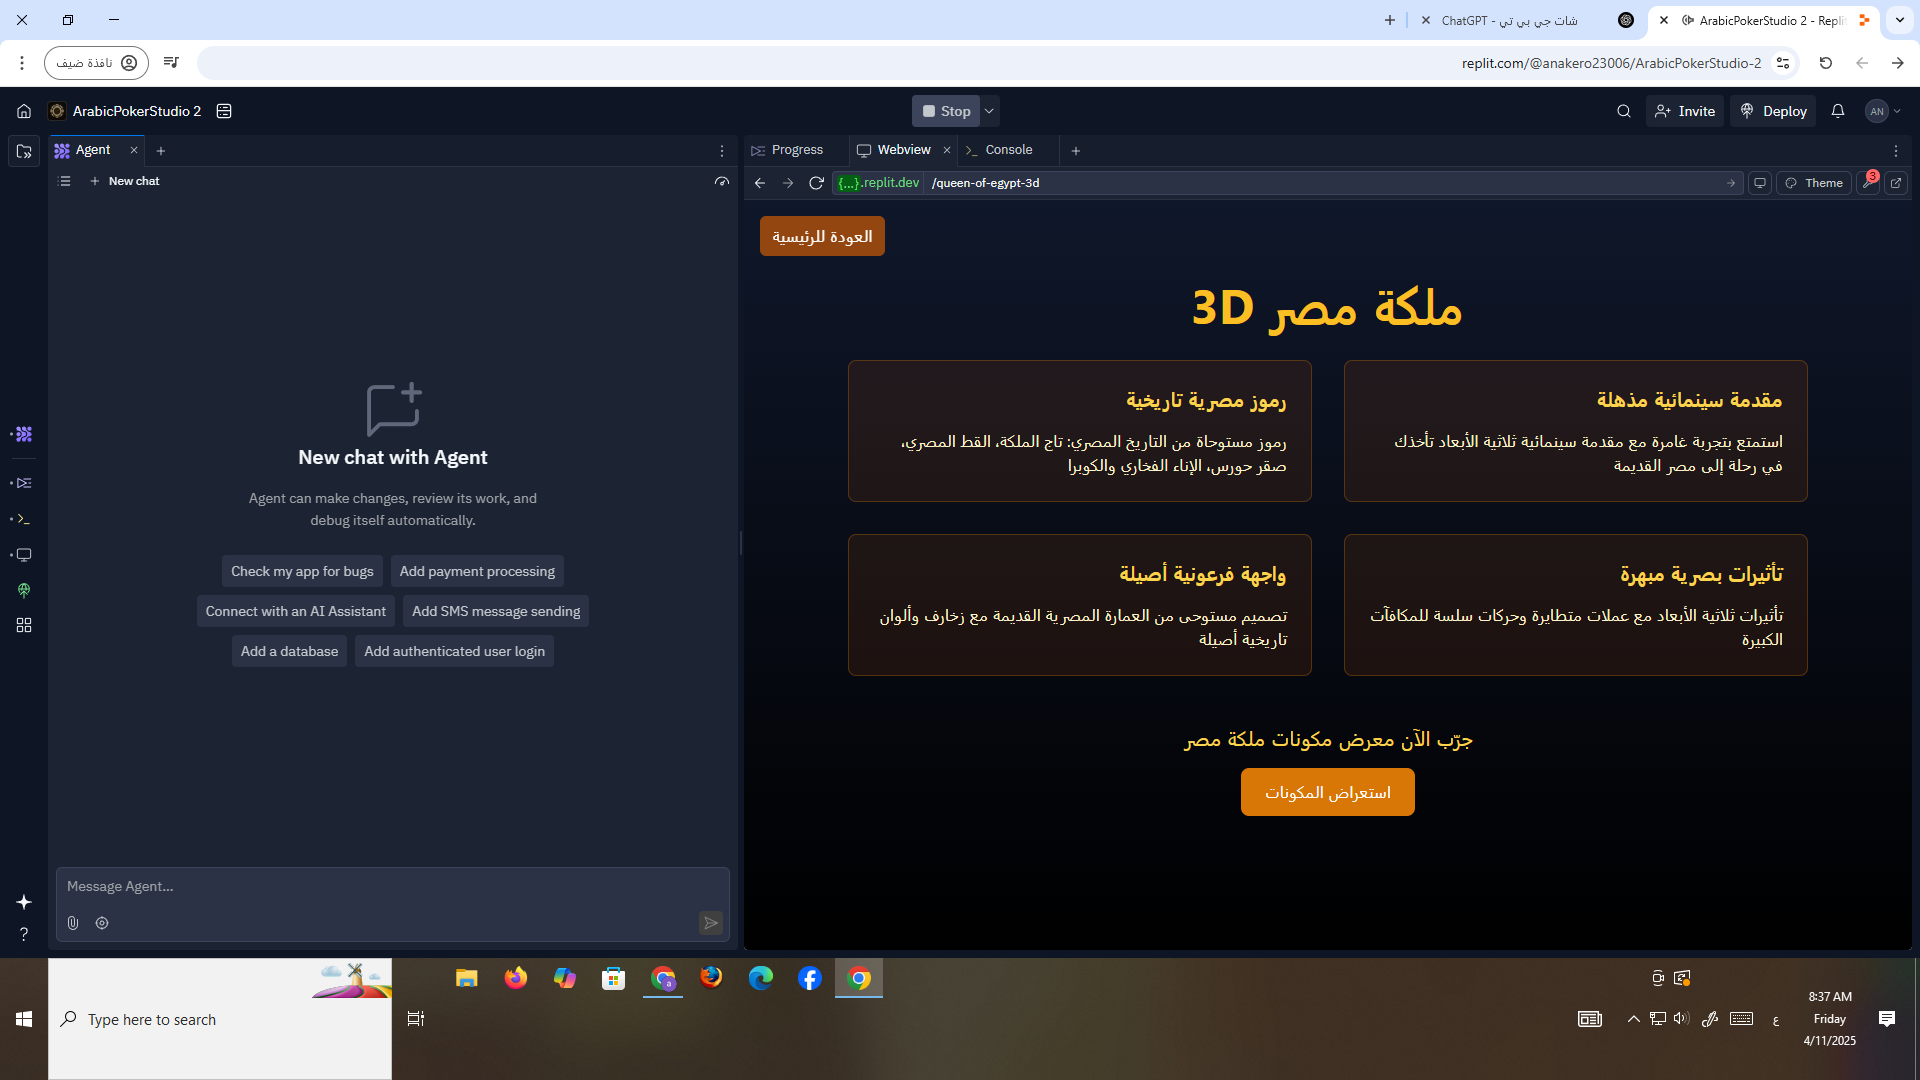 ChatGPT - شات جي بي تي
ArabicPokerStudio 2 - Replit
نافذة ضيف
replit.com/@anakero23006/ArabicPokerStudio-2
ArabicPokerStudio 2
Stop
Invite
Deploy
AN
Agent
Progress
Webview
Console
New chat
{...}.replit.dev
/queen-of-egypt-3d
Theme
3
العودة للرئيسية
ملكة مصر 3D
مقدمة سينمائية مذهلة
استمتع بتجربة غامرة مع مقدمة سينمائية ثلاثية الأبعاد تأخذك
في رحلة إلى مصر القديمة
رموز مصرية تاريخية
رموز مستوحاة من التاريخ المصري: تاج الملكة، القط المصري،
صقر حورس، الإناء الفخاري والكوبرا
تأثيرات بصرية مبهرة
تأثيرات ثلاثية الأبعاد مع عملات متطايرة وحركات سلسة للمكافآت
الكبيرة
واجهة فرعونية أصيلة
تصميم مستوحى من العمارة المصرية القديمة مع زخارف وألوان
تاريخية أصيلة
جرّب الآن معرض مكونات ملكة مصر
استعراض المكونات
New chat with Agent
Agent can make changes, review its work, and
debug itself automatically.
Check my app for bugs
Add payment processing
Connect with an AI Assistant
Add SMS message sending
Add a database
Add authenticated user login
Message Agent...
?
Type here to search
a
ع
8:37 AM
Friday
4/11/2025